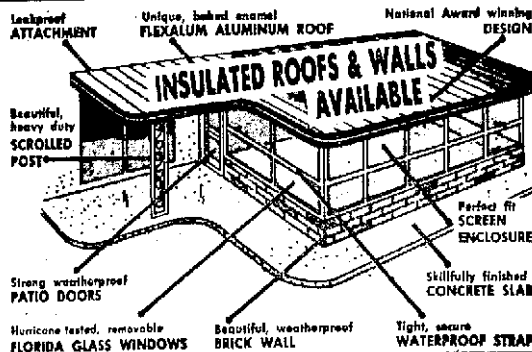 Leakproof
ATTACHMENT
Unique, baked enamel
FLEXALUM ALUMINUM ROOF
National Award winning
DESIGN
INSULATED ROOFS & WALLS
AVAILABLE
Beautiful,
heavy duty
SCROLLED
POST
Perfect fit
SCREEN
ENCLOSURE
Strong weatherproof
PATIO DOORS
Skillfully finished
CONCRETE SLAB
Hurricane tested, removable
FLORIDA GLASS WINDOWS
Beautiful, weatherproof
BRICK WALL
Tight, secure
WATERPROOF STRAP